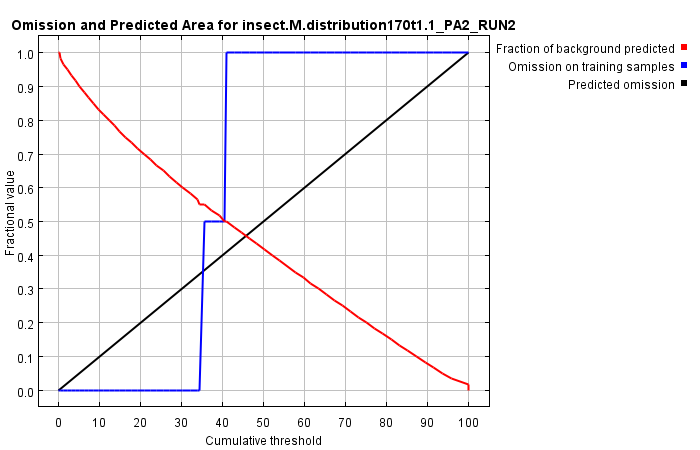 Omission and Predicted Area for insect.M.distribution170t1.1_PA2_RUN2
Fraction of background predicted
Omission on training samples
Predicted omission
1.0
0.9
0.8
0.7
0.6
0.5
0.4
0.3
0.2
0.1
0.0
Fractional value
0 10 20 30 40 50 60 70 80 90 100
Cumulative threshold